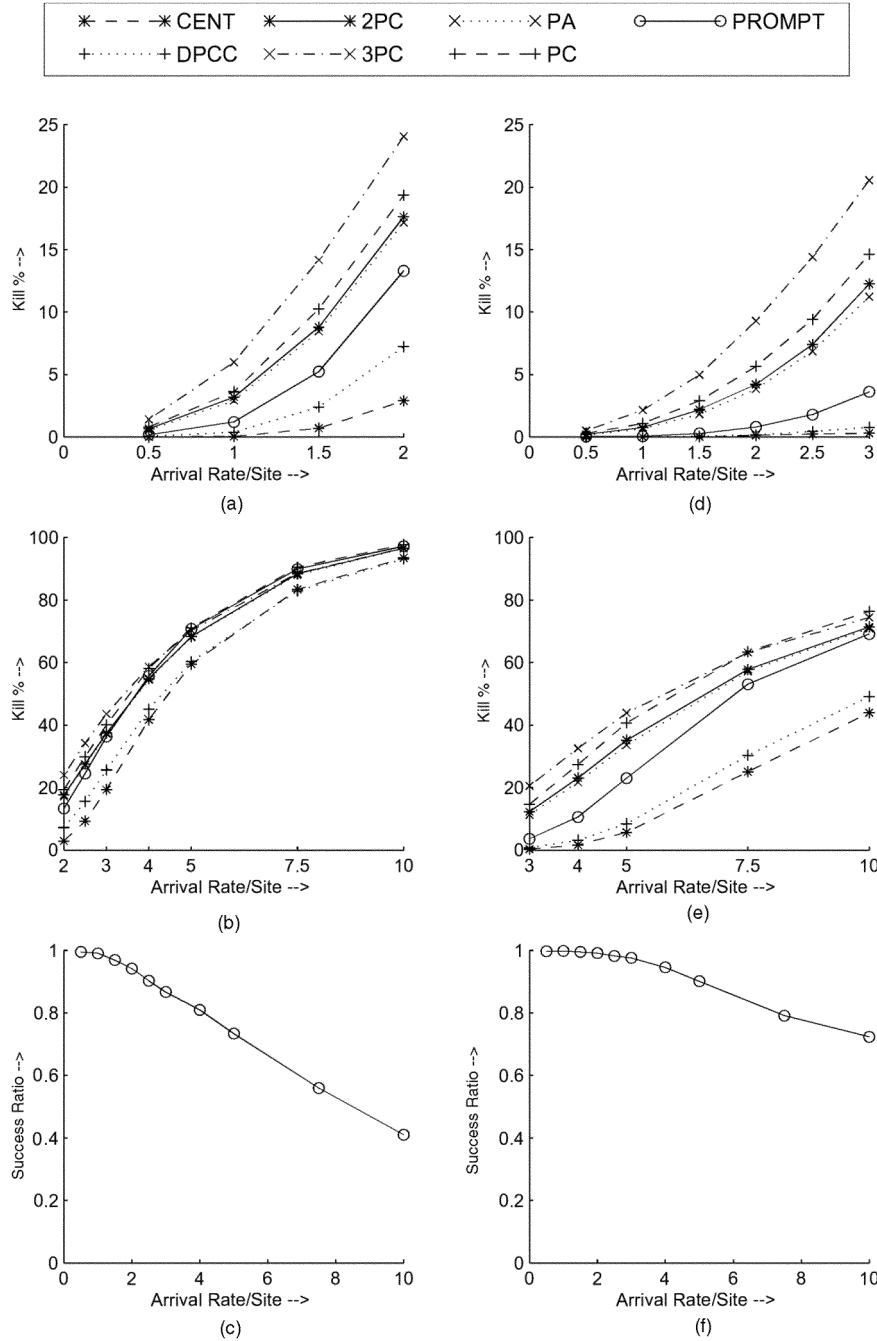 CENT 2PC PA PROMPT
DPCC 3PC PC
25
20
15
10
5
0
Kill % -->
0 0.5 1 1.5 2
Arrival Rate/Site -->
(a)
25
20
15
10
5
0
Kill % -->
0 0.5 1 1.5 2 2.5 3
Arrival Rate/Site -->
(d)
100
80
60
40
20
0
Kill % -->
2 3 4 5 7.5 10
Arrival Rate/Site -->
(b)
100
80
60
40
20
0
Kill % -->
3 4 5 7.5 10
Arrival Rate/Site -->
(e)
1
0.8
0.6
0.4
0.2
0
Success Ratio -->
0 2 4 6 8 10
Arrival Rate/Site -->
(c)
1
0.8
0.6
0.4
0.2
0
Success Ratio -->
0 2 4 6 8 10
Arrival Rate/Site -->
(f)